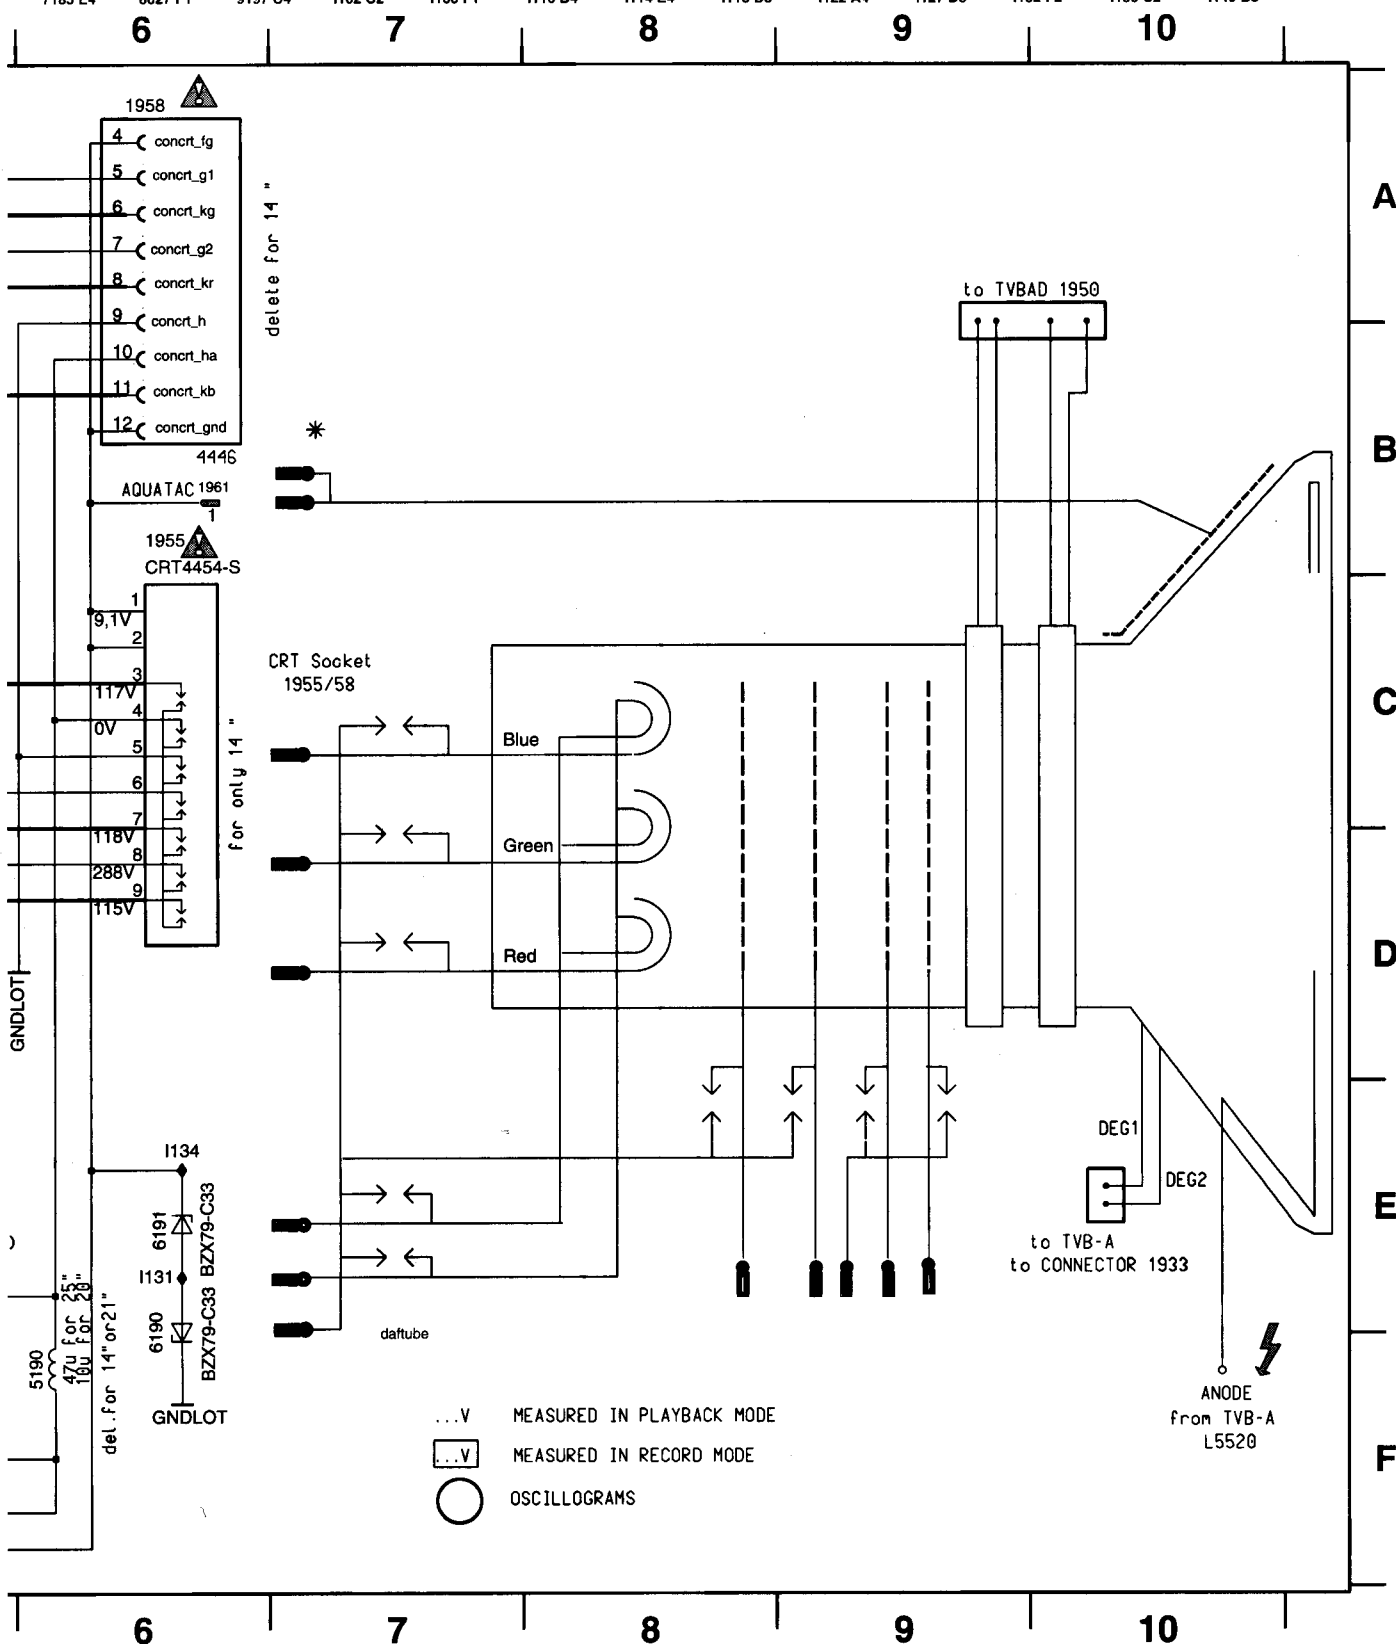 6 7 8 9 10
1958
4 concrt_fg
5 concrt_g1
6 concrt_kg
7 concrt_g2
8 concrt_kr
9 concrt_h
10 concrt_ha
11 concrt_kb
12 concrt_gnd
4446
delete for 14 "
A
to TVBAD 1950
*
B
AQUATAC 1961
1
1955
CRT4454-S
1
9,1V
2
3
117V
4
0V
5
6
7
118V
8
288V
9
115V
for only 14 "
CRT Socket
1955/58
C
Blue
Green
Red
D
GNDLOT
DEG1
DEG2
E
to TVB-A
to CONNECTOR 1933
I134
6191
BZX79-C33
I131
6190
BZX79-C33
GNDLOT
5190
47u for 25"
10u for 20"
del.for 14"or21"
daftube
ANODE
from TVB-A
L5520
F
...V MEASURED IN PLAYBACK MODE
...V MEASURED IN RECORD MODE
OSCILLOGRAMS
6 7 8 9 10